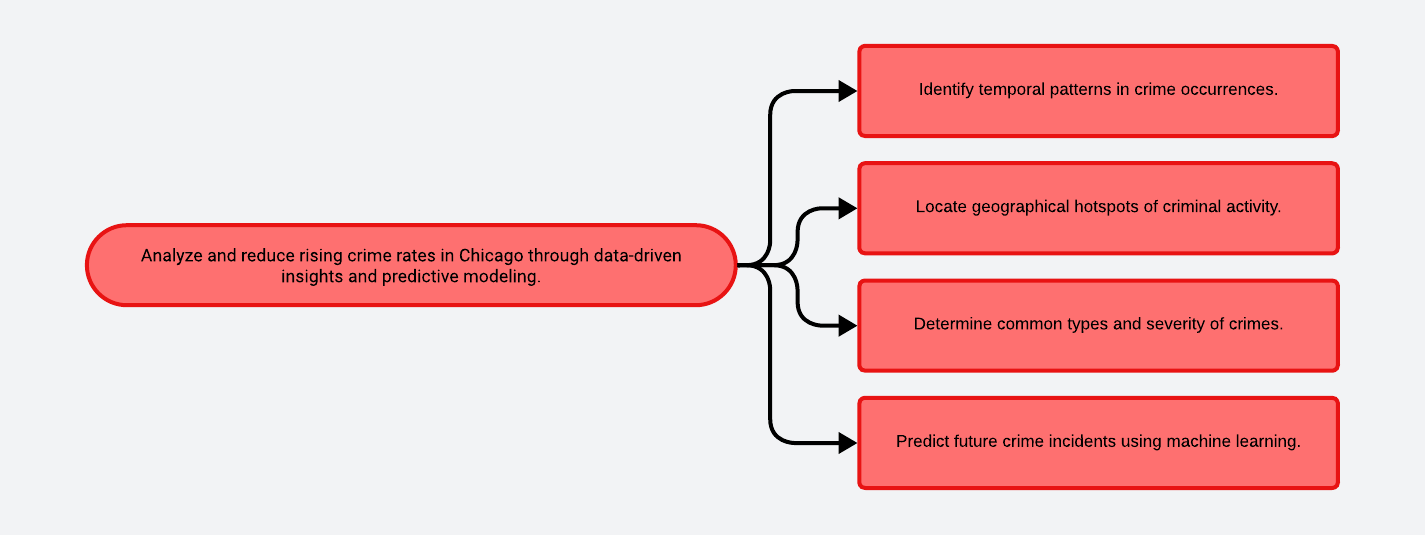 Identify temporal patterns in crime occurrences.
Locate geographical hotspots of criminal activity.
Analyze and reduce rising crime rates in Chicago through data-driven
insights and predictive modeling.
Determine common types and severity of crimes.
Predict future crime incidents using machine learning.